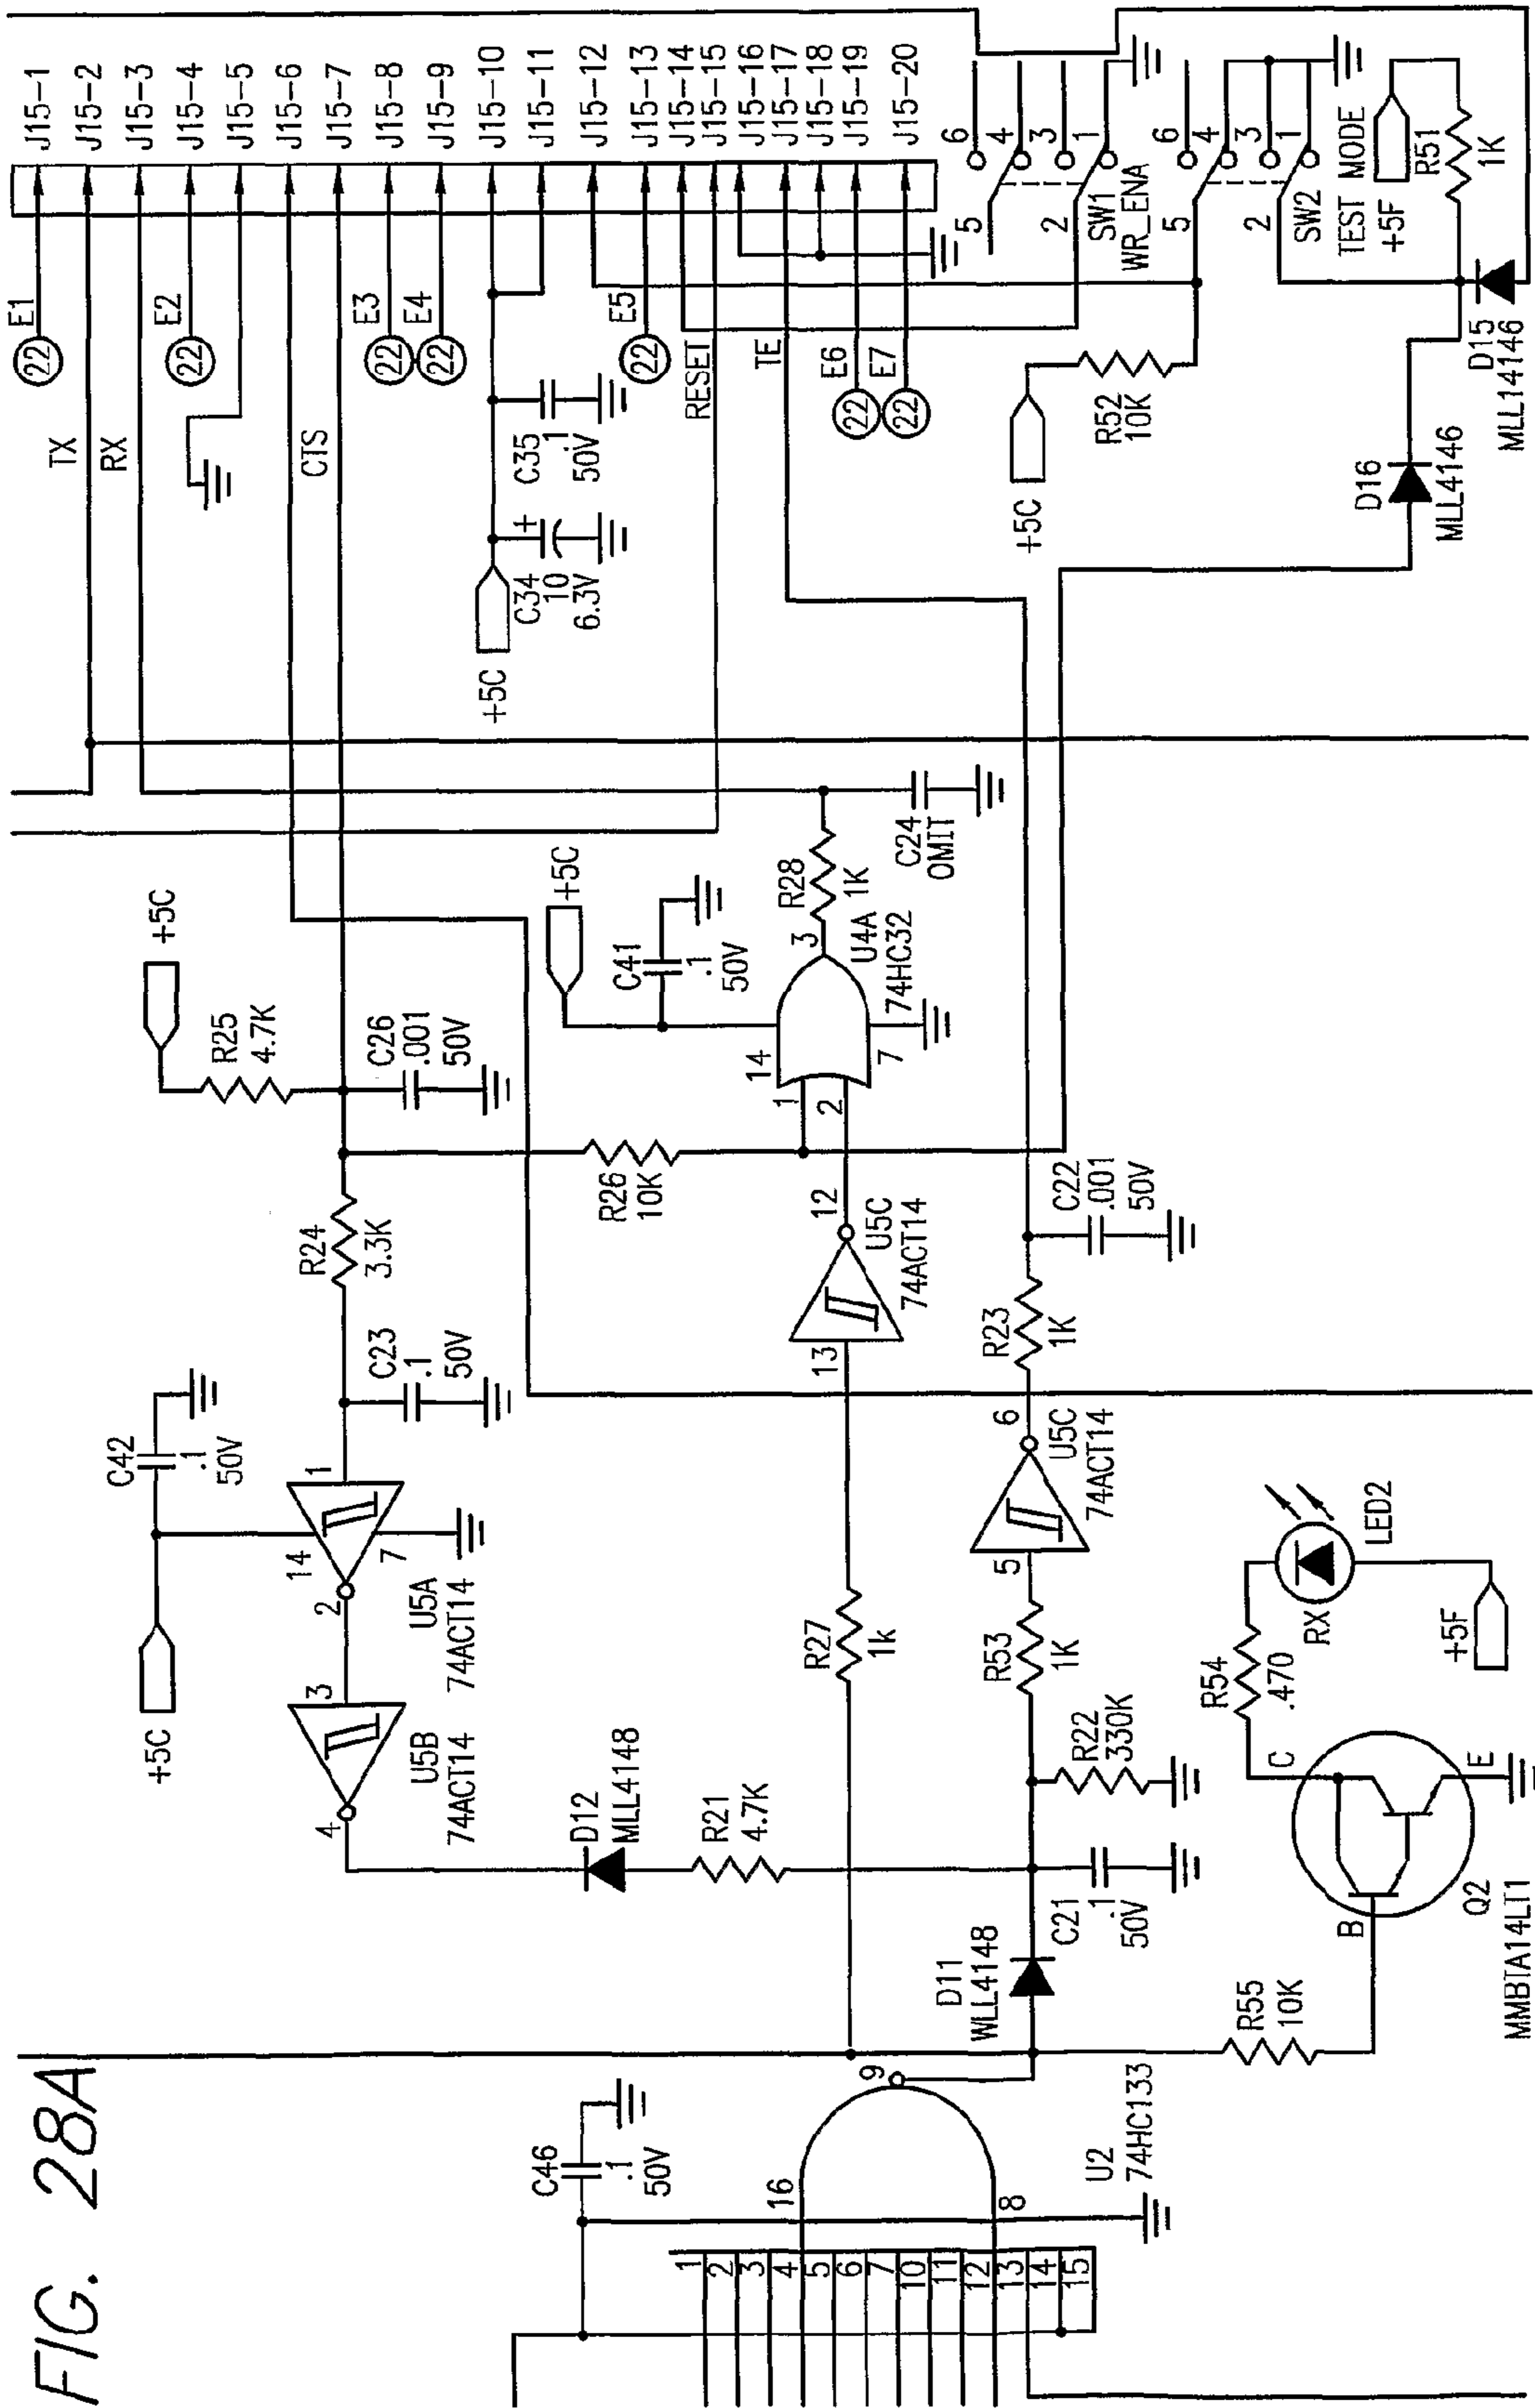 FIG. 28A
J15-1
J15-2
J15-3
J15-4
J15-5
J15-6
J15-7
J15-8
J15-9
J15-10
J15-11
J15-12
J15-13
J15-14
J15-15
J15-16
J15-17
J15-18
J15-19
J15-20
22
E1
22
E2
22
E3
22
E4
22
E5
22
E6
22
E7
TX
RX
CTS
RESET
TE
+5C
C34
10
6.3V
+
C35
.1
50V
6
4
3
1
5
2
SW1
WR_ENA
6
4
3
1
5
2
SW2
TEST MODE
+5F
R51
1K
+5C
R52
10K
D15
MLL14146
D16
MLL4146
+5C
R25
4.7K
C26
.001
50V
R24
3.3K
R26
10K
+5C
C41
.1
50V
14
1
2
3
7
U4A
74HC32
R28
1K
C24
OMIT
C42
.1
50V
+5C
C23
.1
50V
1
14
7
2
U5A
74ACT14
3
4
U5B
74ACT14
D12
MLL4148
R21
4.7K
R27
1k
13
12
U5C
74ACT14
R53
1K
5
6
U5C
74ACT14
R23
1K
C22
.001
50V
R22
330K
C21
.1
50V
D11
WLL4148
R55
10K
B
C
E
Q2
MMBTA14LT1
R54
.470
RX
LED2
+5F
C46
.1
50V
16
9
8
U2
74HC133
1
2
3
4
5
6
7
10
11
12
13
14
15